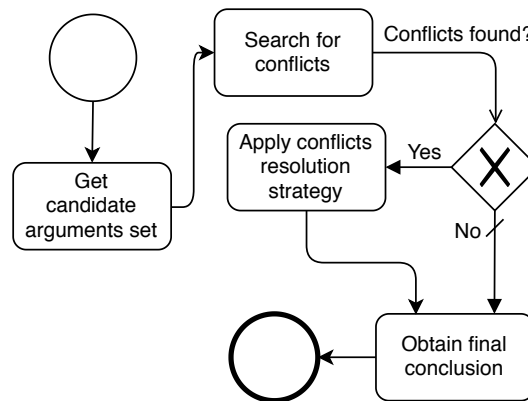 Search for
conflicts
Conflicts found?
Get
candidate
arguments set
Apply conflicts
resolution
strategy
Yes
No
Obtain final
conclusion